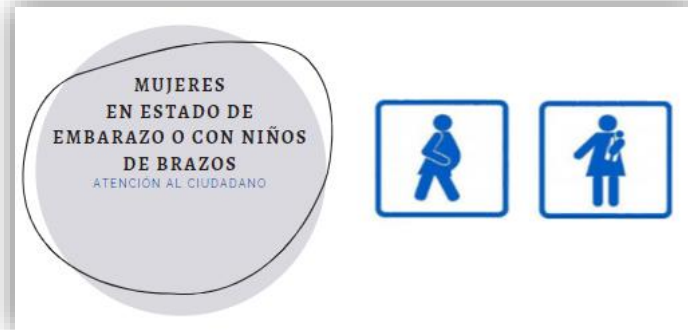 MUJERES
EN ESTADO DE
EMBARAZO O CON NIÑOS
DE BRAZOS
ATENCIÓN AL CIUDADANO